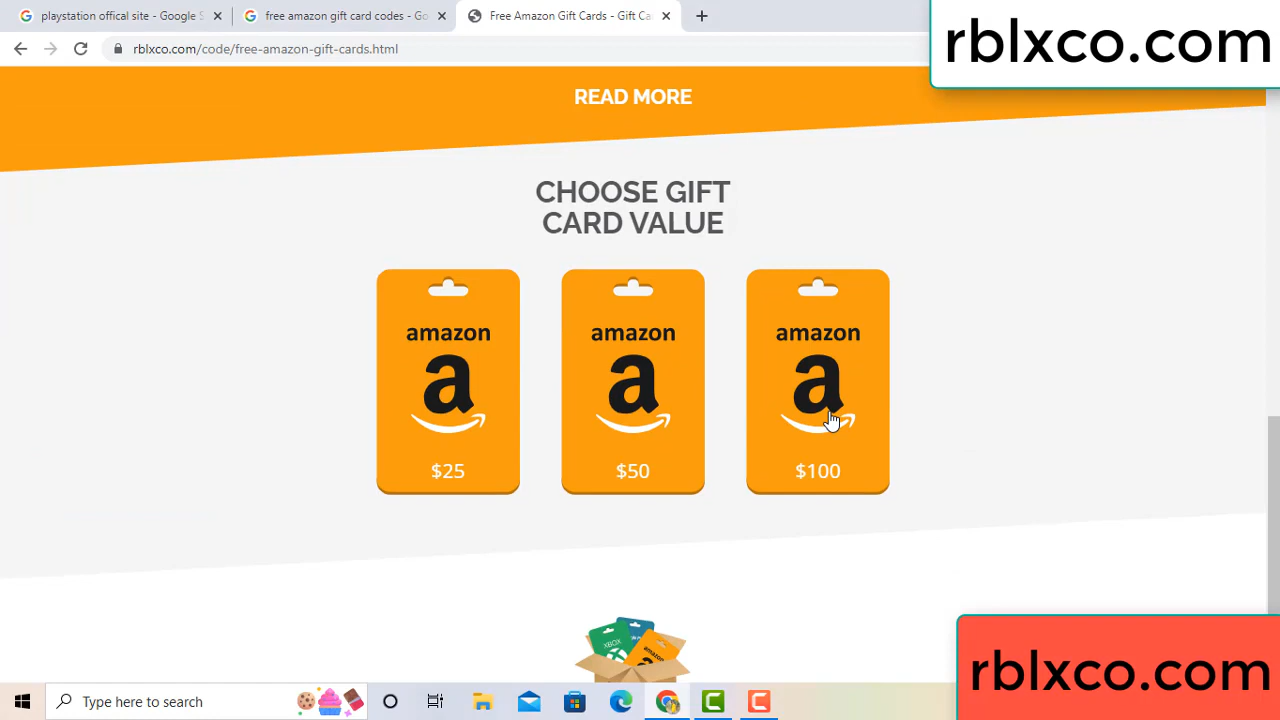 playstation offical site - Google S
free amazon gift card codes - Go
Free Amazon Gift Cards - Gift Ca
rblxco.com/code/free-amazon-gift-cards.html
rblxco.com
READ MORE
CHOOSE GIFT
CARD VALUE
amazon
a
$25
amazon
a
$50
amazon
a
$100
XBOX
amazon
rblxco.com
Type here to search